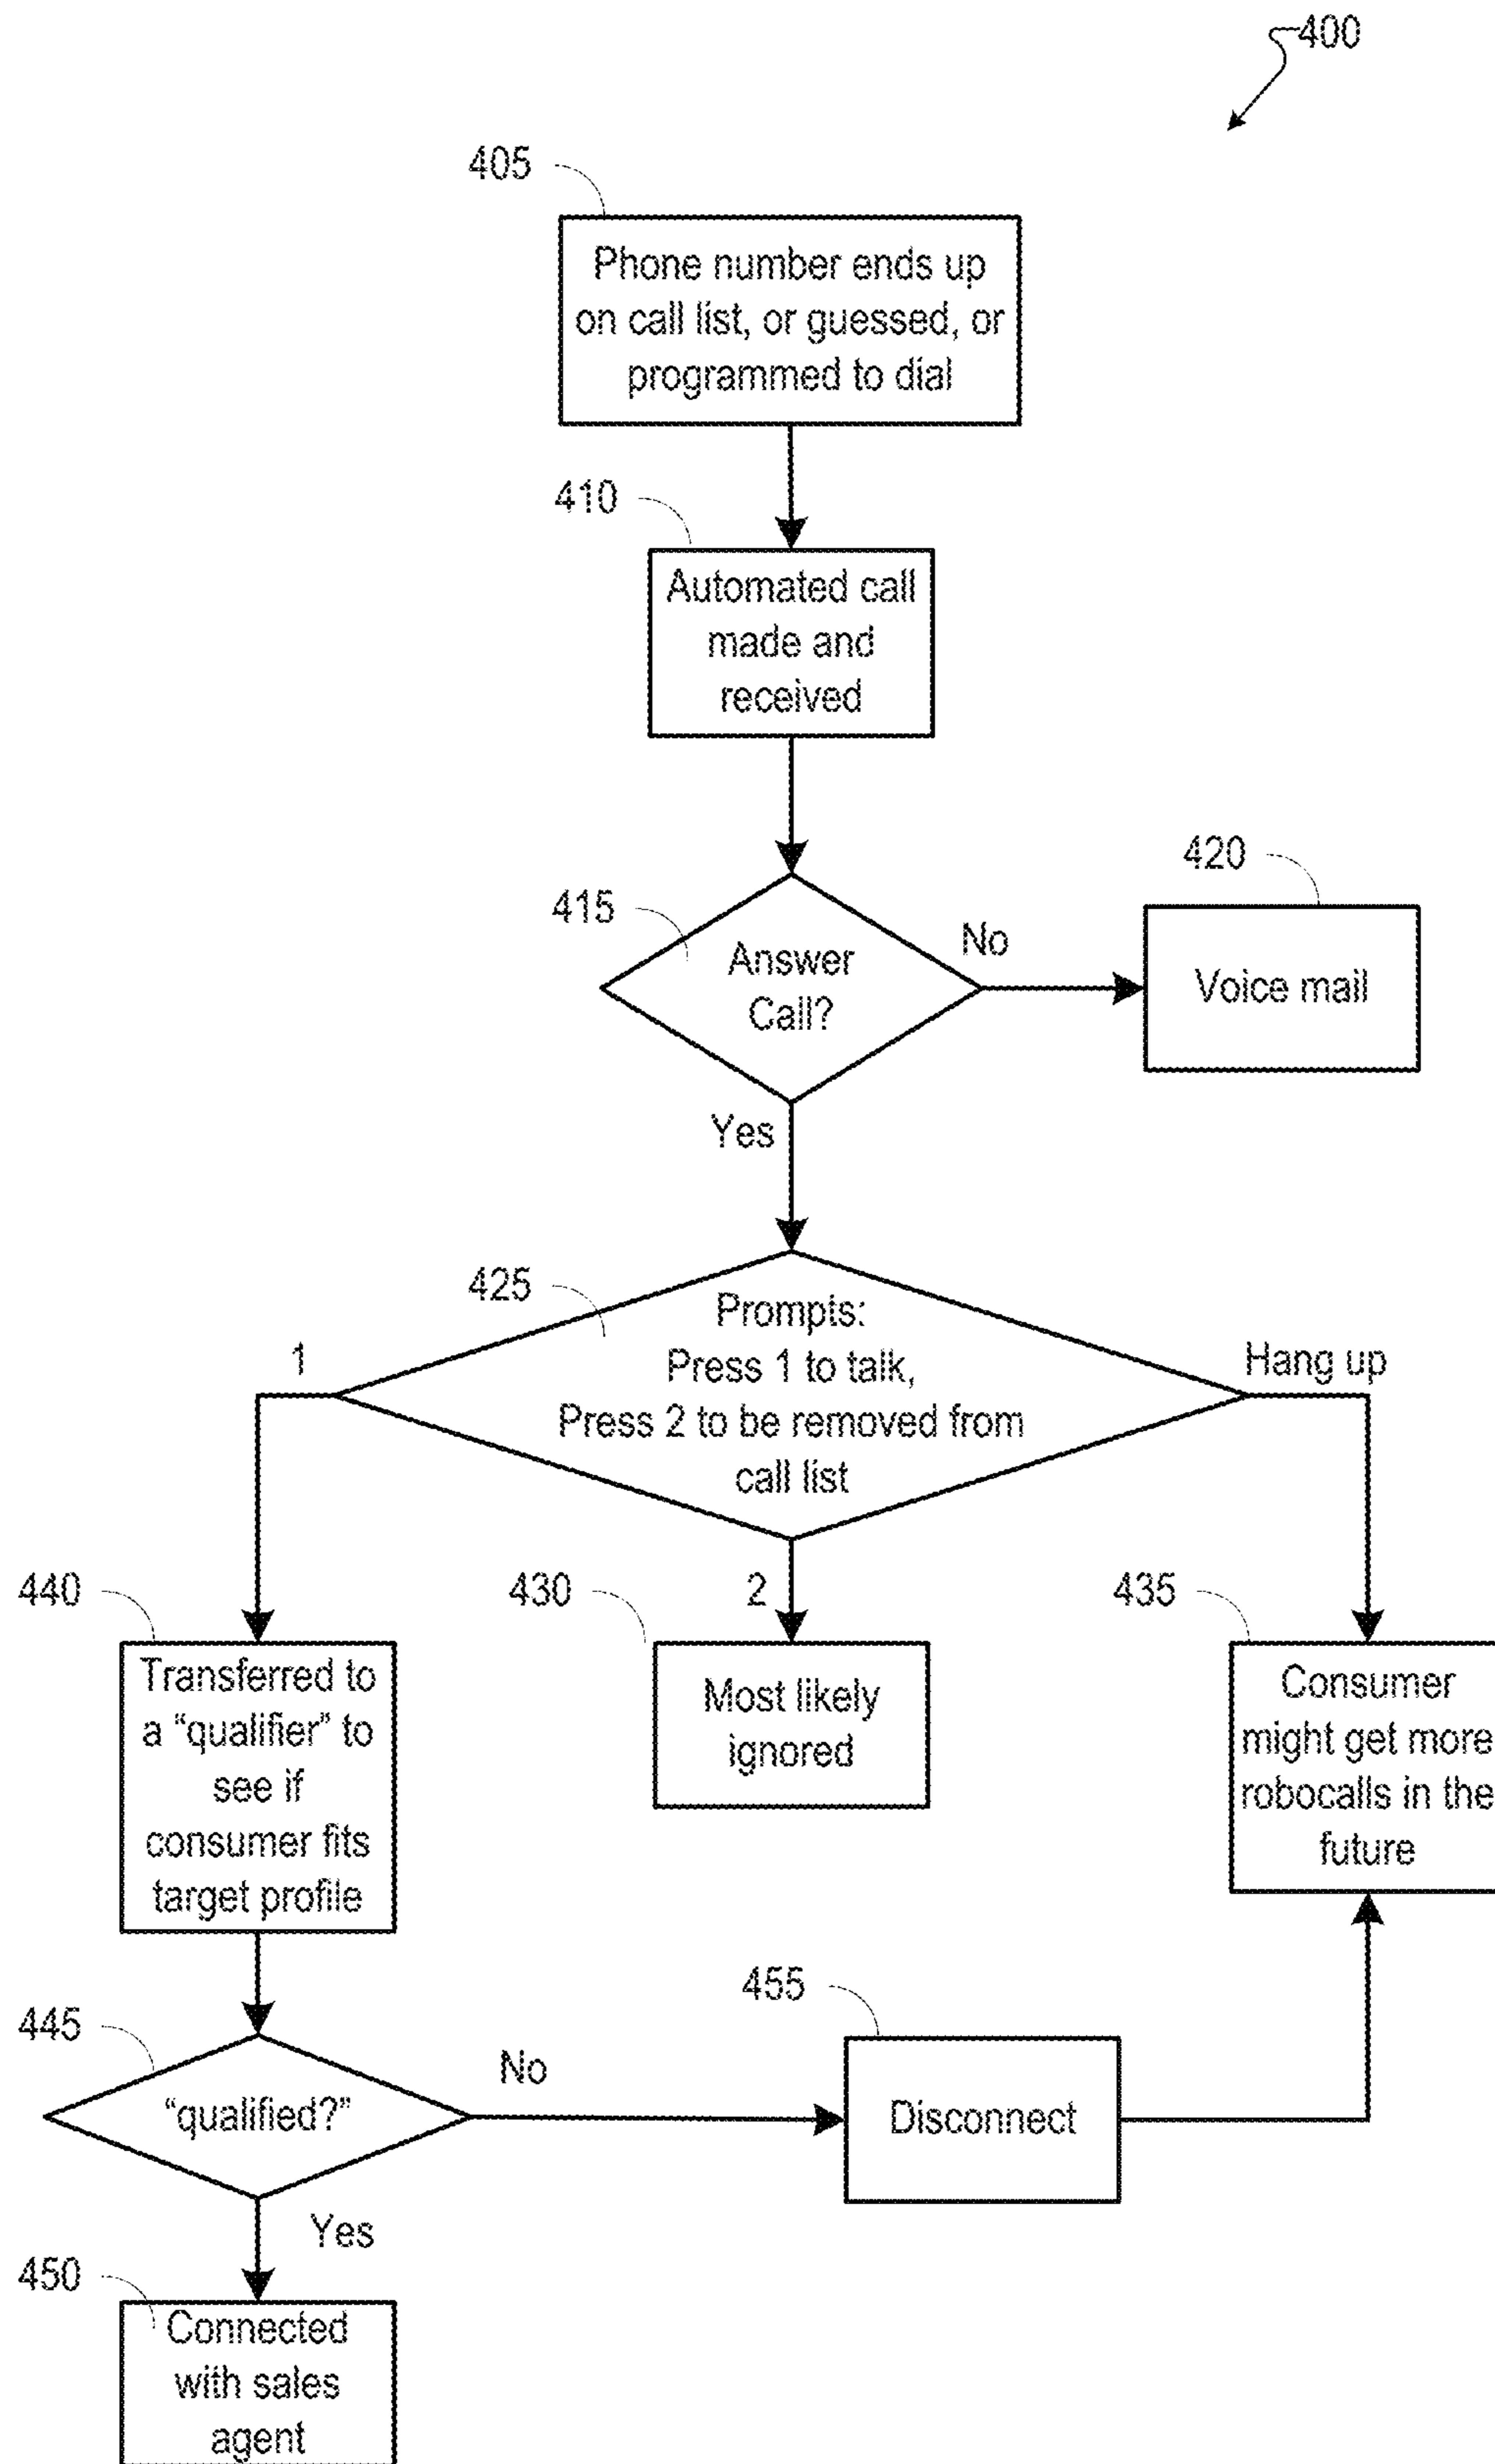 400
405
Phone number ends up
on call list, or guessed, or
programmed to dial
410
Automated call
made and
received
415
Answer
Call?
No
420
Voice mail
Yes
425
Prompts:
Press 1 to talk,
Press 2 to be removed from
call list
1
Hang up
2
440
Transferred to
a “qualifier” to
see if
consumer fits
target profile
430
Most likely
ignored
435
Consumer
might get more
robocalls in the
future
445
“qualified?”
No
455
Disconnect
Yes
450
Connected
with sales
agent